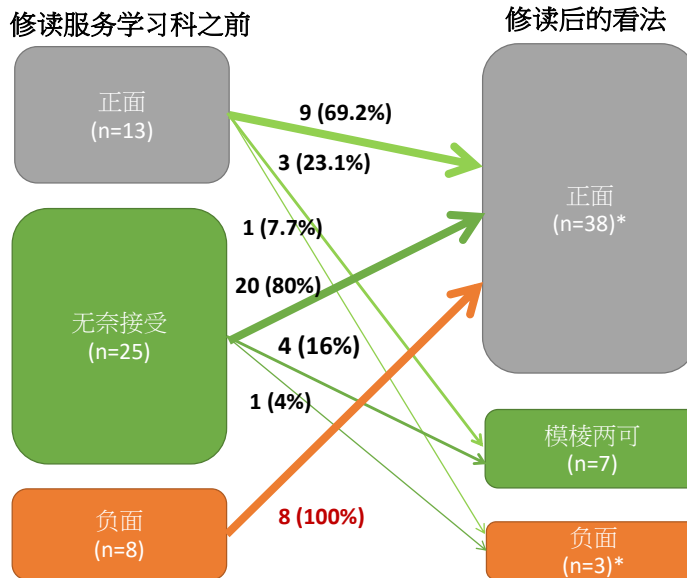 修读服务学习科之前
修读后的看法
正面
(n=13)
9 (69.2%)
3 (23.1%)
1 (7.7%)
正面
(n=38)*
无奈接受
(n=25)
20 (80%)
4 (16%)
1 (4%)
模棱两可
(n=7)
负面
(n=8)
8 (100%)
负面
(n=3)*